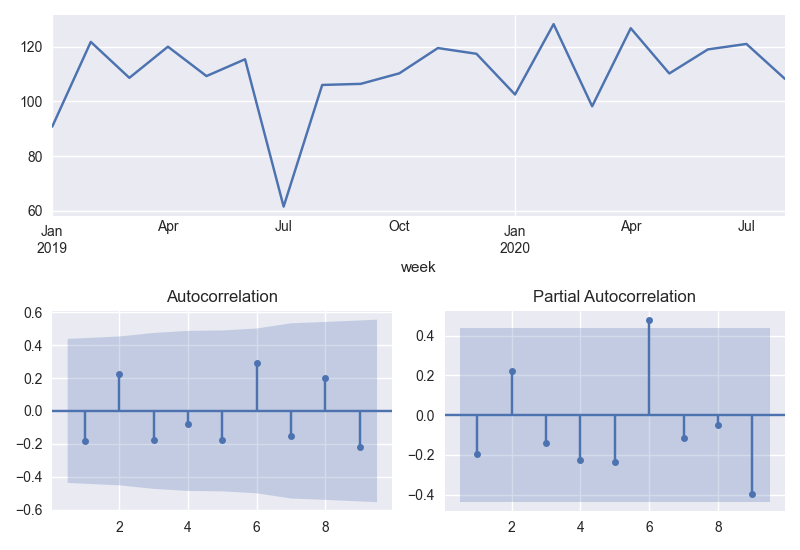 120
100
80
60
Jan
2019
Apr
Jul
Oct
Jan
2020
Apr
Jul
week
Autocorrelation
0.6
0.4
0.2
0.0
−0.2
−0.4
−0.6
2 4 6 8
Partial Autocorrelation
0.4
0.2
0.0
−0.2
−0.4
2 4 6 8